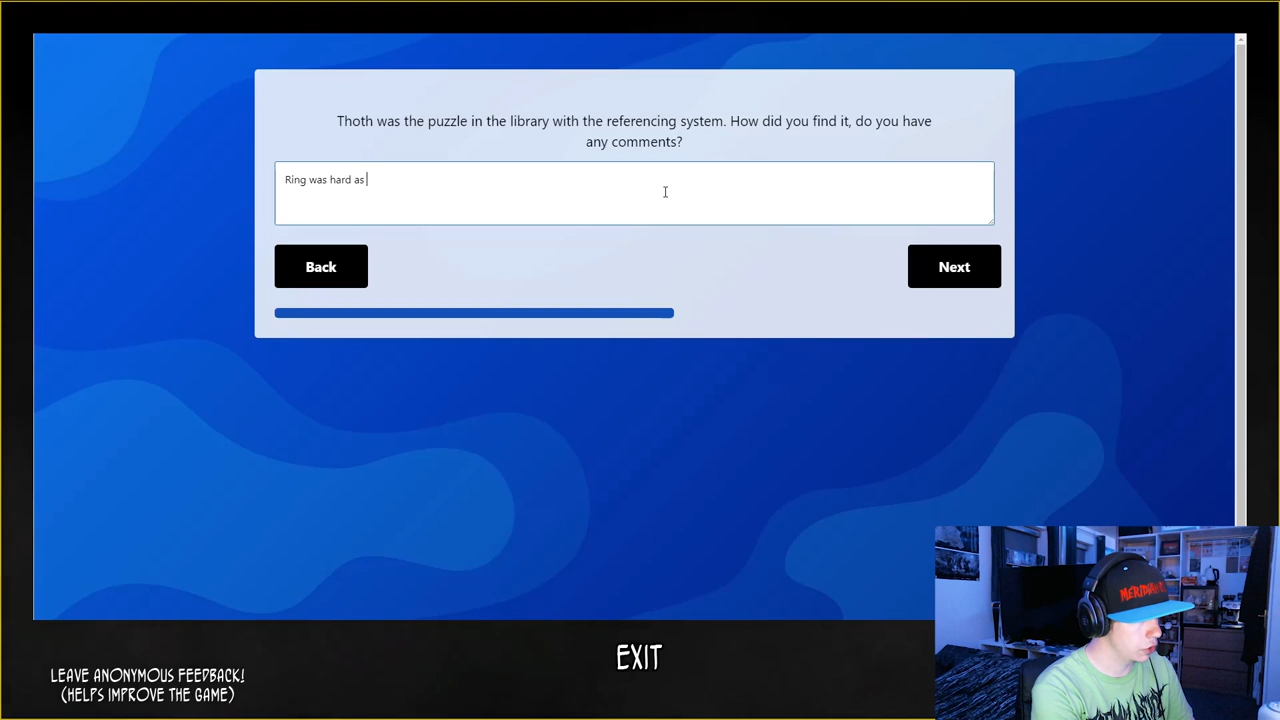 Thoth was the puzzle in the library with the referencing system. How did you find it, do you have
any comments?
Ring was hard as
Back
Next
EXIT
LEAVE ANONYMOUS FEEDBACK!
(HELPS IMPROVE THE GAME)